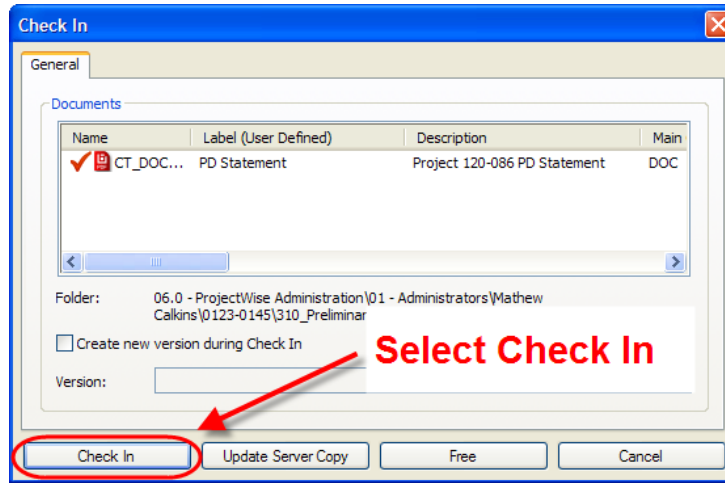 Check In
General
Documents
Name Label (User Defined) Description Main
CT_DOC... PD Statement Project 120-086 PD Statement DOC
Folder: 06.0 - ProjectWise Administration\01 - Administrators\Mathew
Calkins\0123-0145\310_Preliminar
Create new version during Check In
Select Check In
Version:
Check In Update Server Copy Free Cancel